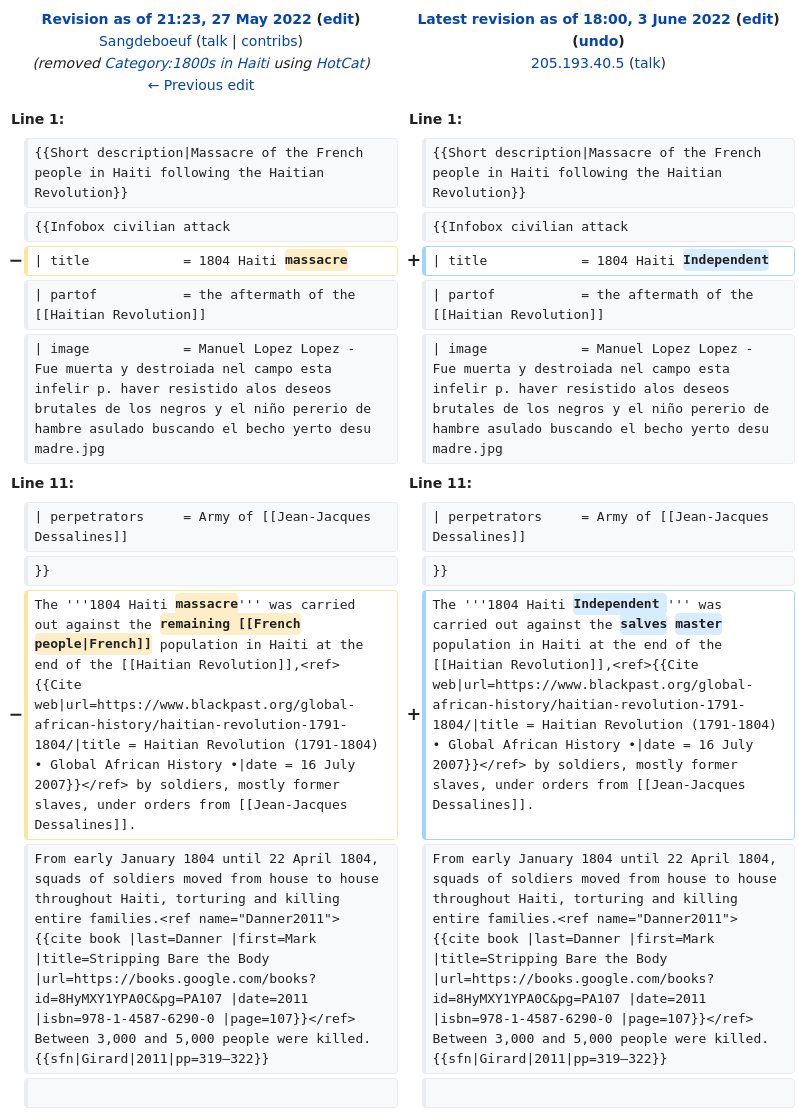 Revision as of 21:23, 27 May 2022 (edit)
Sangdeboeuf (talk | contribs)
(removed Category:1800s in Haiti using HotCat)
← Previous edit
Line 1:
{{Short description|Massacre of the French
people in Haiti following the Haitian
Revolution}}
{{Infobox civilian attack
− | title            = 1804 Haiti massacre
| partof           = the aftermath of the
[[Haitian Revolution]]
| image            = Manuel Lopez Lopez -
Fue muerta y destroiada nel campo esta
infelir p. haver resistido alos deseos
brutales de los negros y el niño pererio de
hambre asulado buscando el becho yerto desu
madre.jpg
Line 11:
| perpetrators     = Army of [[Jean-Jacques
Dessalines]]
}}
− The '''1804 Haiti massacre''' was carried
out against the remaining [[French
people|French]] population in Haiti at the
end of the [[Haitian Revolution]],<ref>
{{Cite
web|url=https://www.blackpast.org/global-
african-history/haitian-revolution-1791-
1804/|title = Haitian Revolution (1791-1804)
• Global African History •|date = 16 July
2007}}</ref> by soldiers, mostly former
slaves, under orders from [[Jean-Jacques
Dessalines]].
From early January 1804 until 22 April 1804,
squads of soldiers moved from house to house
throughout Haiti, torturing and killing
entire families.<ref name="Danner2011">
{{cite book |last=Danner |first=Mark
|title=Stripping Bare the Body
|url=https://books.google.com/books?
id=8HyMXY1YPA0C&pg=PA107 |date=2011
|isbn=978-1-4587-6290-0 |page=107}}</ref>
Between 3,000 and 5,000 people were killed.
{{sfn|Girard|2011|pp=319–322}}
Latest revision as of 18:00, 3 June 2022 (edit)
(undo)
205.193.40.5 (talk)
Line 1:
{{Short description|Massacre of the French
people in Haiti following the Haitian
Revolution}}
{{Infobox civilian attack
+ | title            = 1804 Haiti Independent
| partof           = the aftermath of the
[[Haitian Revolution]]
| image            = Manuel Lopez Lopez -
Fue muerta y destroiada nel campo esta
infelir p. haver resistido alos deseos
brutales de los negros y el niño pererio de
hambre asulado buscando el becho yerto desu
madre.jpg
Line 11:
| perpetrators     = Army of [[Jean-Jacques
Dessalines]]
}}
+ The '''1804 Haiti Independent ''' was
carried out against the salves master
population in Haiti at the end of the
[[Haitian Revolution]],<ref>{{Cite
web|url=https://www.blackpast.org/global-
african-history/haitian-revolution-1791-
1804/|title = Haitian Revolution (1791-1804)
• Global African History •|date = 16 July
2007}}</ref> by soldiers, mostly former
slaves, under orders from [[Jean-Jacques
Dessalines]].
From early January 1804 until 22 April 1804,
squads of soldiers moved from house to house
throughout Haiti, torturing and killing
entire families.<ref name="Danner2011">
{{cite book |last=Danner |first=Mark
|title=Stripping Bare the Body
|url=https://books.google.com/books?
id=8HyMXY1YPA0C&pg=PA107 |date=2011
|isbn=978-1-4587-6290-0 |page=107}}</ref>
Between 3,000 and 5,000 people were killed.
{{sfn|Girard|2011|pp=319–322}}